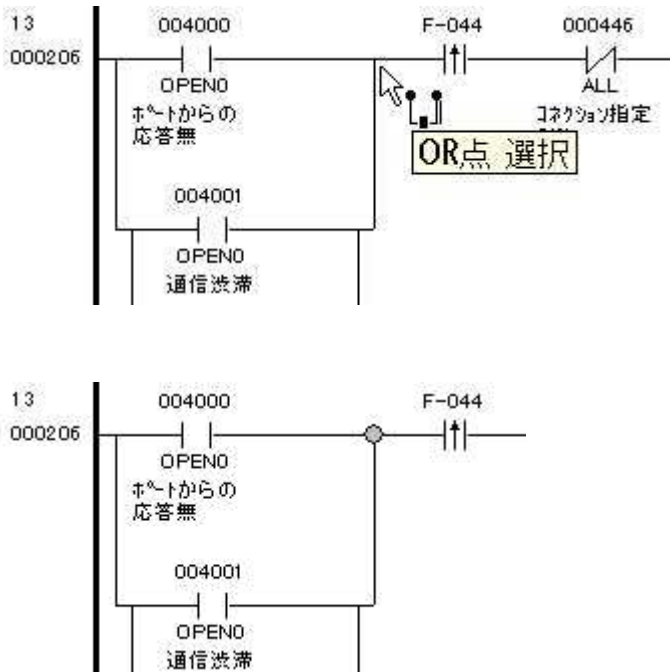 13
004000
F-044
000446
000206
OPEN0
ALL
ポートからの
応答無
コネクション指定
OR点 選択
004001
OPEN0
通信渋滞
13
004000
F-044
000206
OPEN0
ポートからの
応答無
004001
OPEN0
通信渋滞